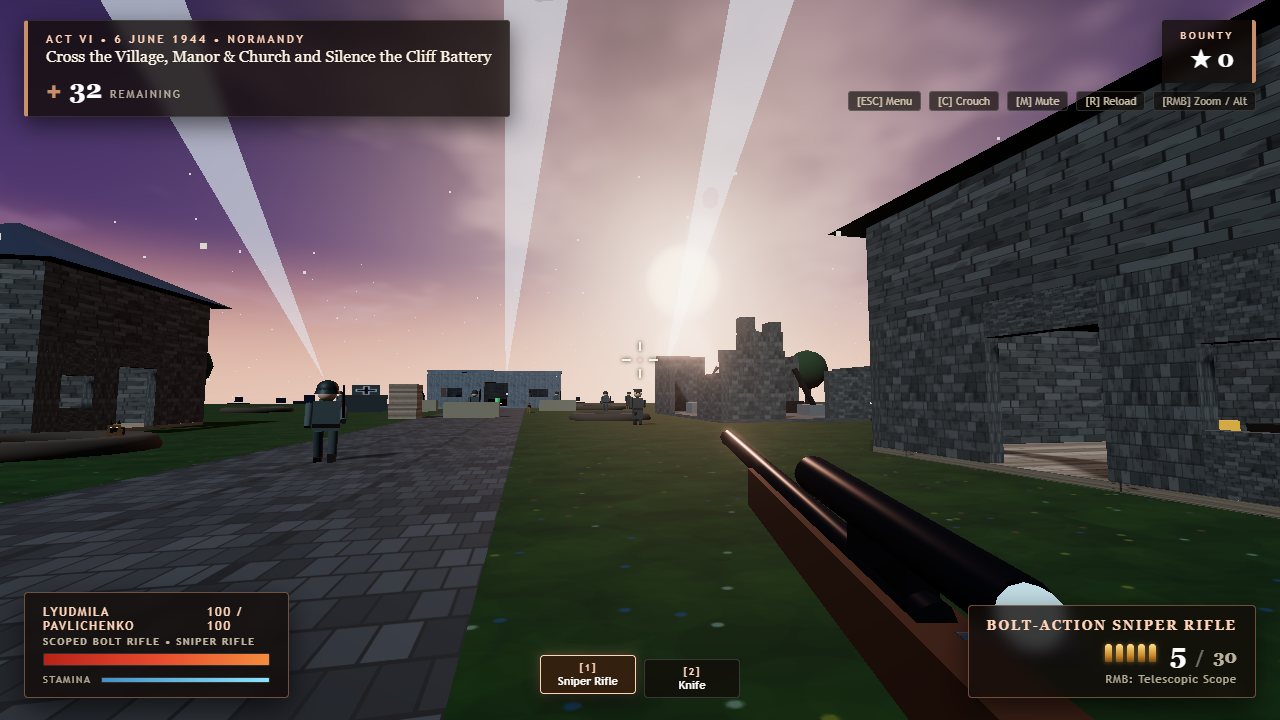 ACT VI • 6 JUNE 1944 • NORMANDY
Cross the Village, Manor & Church and Silence the Cliff Battery
32 REMAINING
BOUNTY
★ 0
[ESC] Menu
[C] Crouch
[M] Mute
[R] Reload
[RMB] Zoom / Alt
LYUDMILA PAVLICHENKO
100 / 100
SCOPED BOLT RIFLE • SNIPER RIFLE
STAMINA
[1]
Sniper Rifle
[2]
Knife
BOLT-ACTION SNIPER RIFLE
5 / 30
RMB: Telescopic Scope